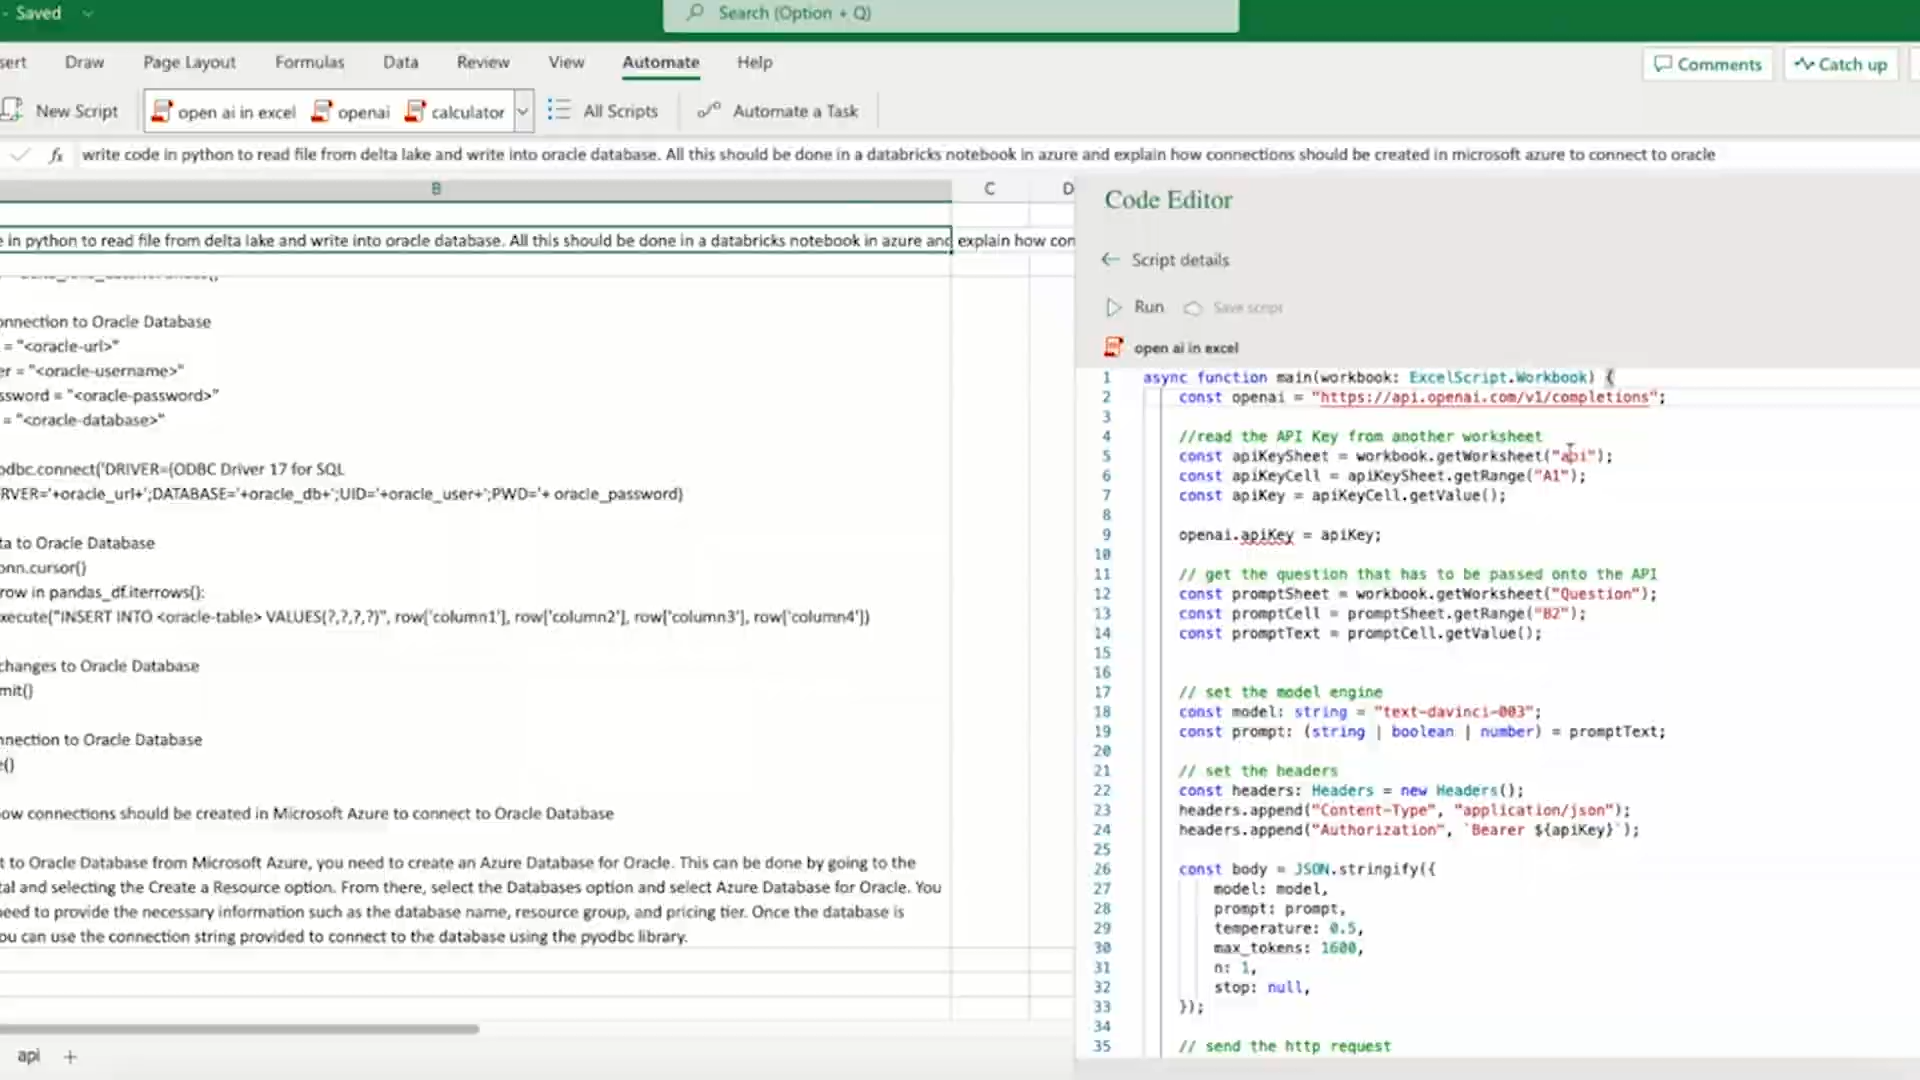 - Saved
Search (Option + Q)
sert Draw Page Layout Formulas Data Review View Automate Help
Comments Catch up
New Script open ai in excel openai calculator All Scripts Automate a Task
fx write code in python to read file from delta lake and write into oracle database. All this should be done in a databricks notebook in azure and explain how connections should be created in microsoft azure to connect to oracle
B C D
e in python to read file from delta lake and write into oracle database. All this should be done in a databricks notebook in azure and explain how con
onnection to Oracle Database
= "<oracle-url>"
er = "<oracle-username>"
ssword = "<oracle-password>"
= "<oracle-database>"
odbc.connect('DRIVER={ODBC Driver 17 for SQL
RVER='+oracle_url+';DATABASE='+oracle_db+';UID='+oracle_user+';PWD='+ oracle_password)
ta to Oracle Database
onn.cursor()
row in pandas_df.iterrows():
xecute("INSERT INTO <oracle-table> VALUES(?,?,?,?)", row['column1'], row['column2'], row['column3'], row['column4'])
changes to Oracle Database
mit()
nnection to Oracle Database
e()
ow connections should be created in Microsoft Azure to connect to Oracle Database
t to Oracle Database from Microsoft Azure, you need to create an Azure Database for Oracle. This can be done by going to the
tal and selecting the Create a Resource option. From there, select the Databases option and select Azure Database for Oracle. You
need to provide the necessary information such as the database name, resource group, and pricing tier. Once the database is
ou can use the connection string provided to connect to the database using the pyodbc library.
api +
Code Editor
Script details
Run Save script
open ai in excel
1 async function main(workbook: ExcelScript.Workbook) {
2 const openai = "https://api.openai.com/v1/completions";
3
4 //read the API Key from another worksheet
5 const apiKeySheet = workbook.getWorksheet("api");
6 const apiKeyCell = apiKeySheet.getRange("A1");
7 const apiKey = apiKeyCell.getValue();
8
9 openai.apiKey = apiKey;
10
11 // get the question that has to be passed onto the API
12 const promptSheet = workbook.getWorksheet("Question");
13 const promptCell = promptSheet.getRange("B2");
14 const promptText = promptCell.getValue();
15
16
17 // set the model engine
18 const model: string = "text-davinci-003";
19 const prompt: (string | boolean | number) = promptText;
20
21 // set the headers
22 const headers: Headers = new Headers();
23 headers.append("Content-Type", "application/json");
24 headers.append("Authorization", `Bearer ${apiKey}`);
25
26 const body = JSON.stringify({
27 model: model,
28 prompt: prompt,
29 temperature: 0.5,
30 max_tokens: 1600,
31 n: 1,
32 stop: null,
33 });
34
35 // send the http request